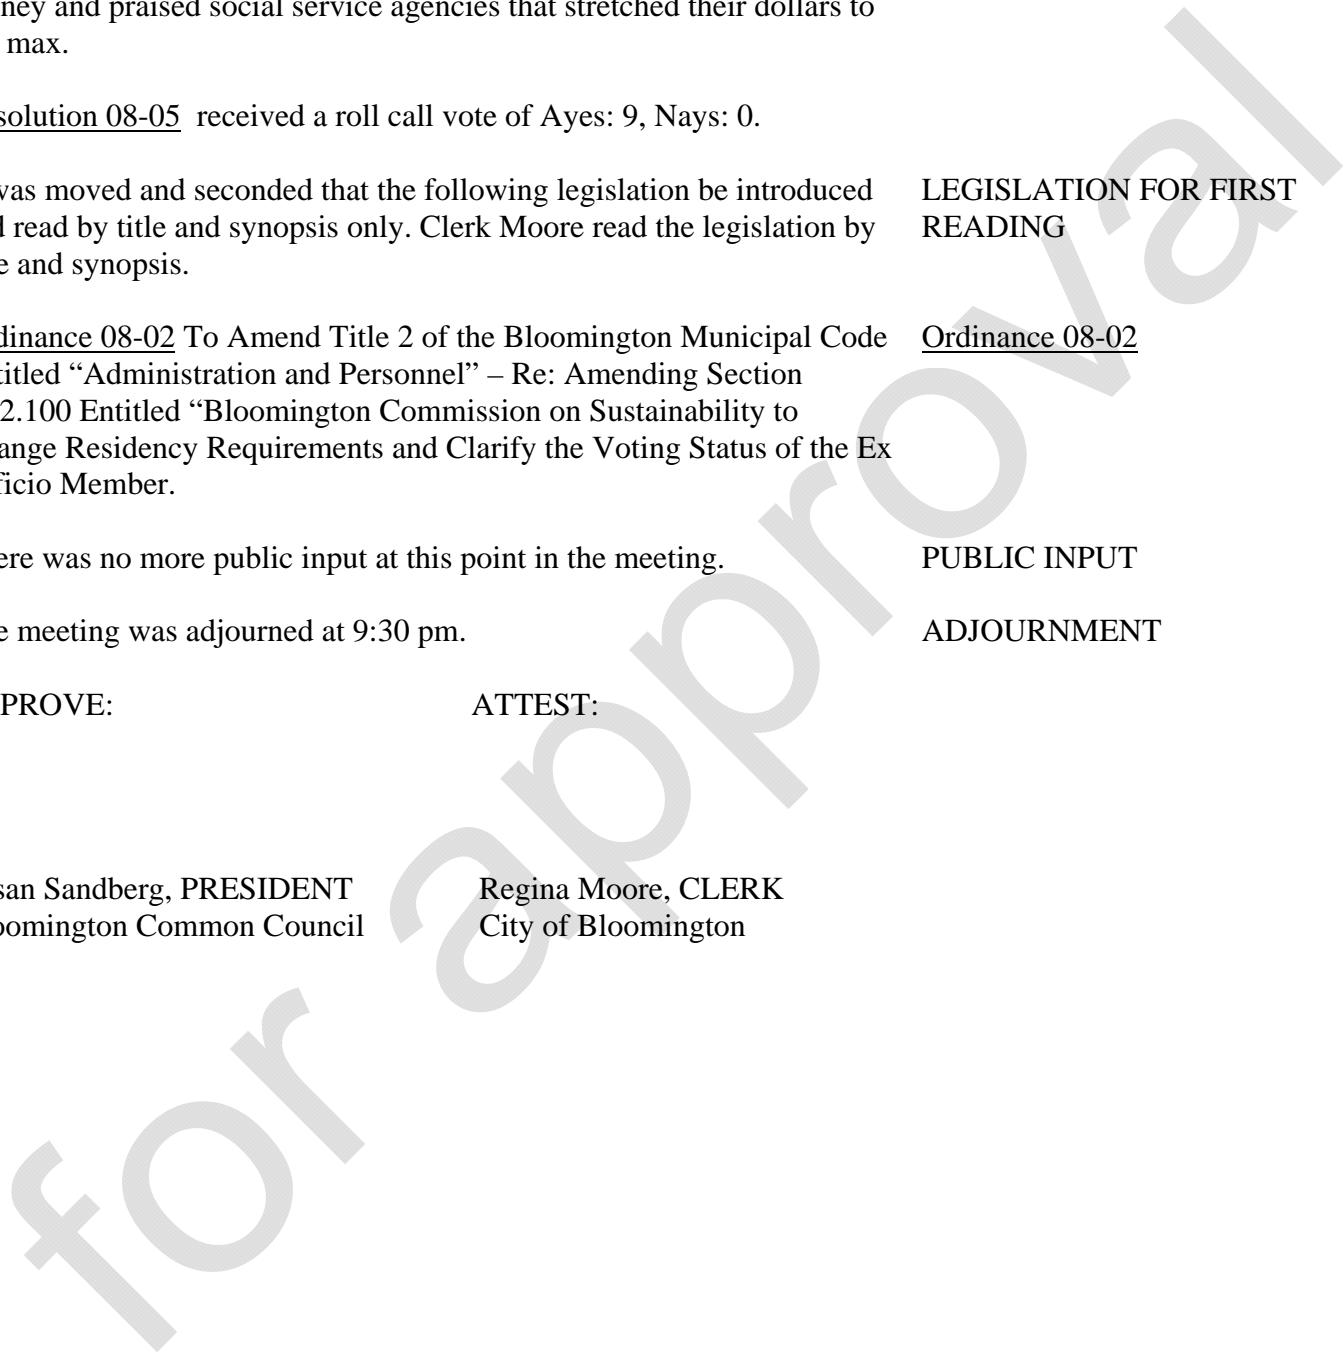 ney and praised social service agencies that stretched their dollars to
max.
solution 08-05 received a roll call vote of Ayes: 9, Nays: 0.
was moved and seconded that the following legislation be introduced
d read by title and synopsis only. Clerk Moore read the legislation by
e and synopsis.
LEGISLATION FOR FIRST
READING
dinance 08-02 To Amend Title 2 of the Bloomington Municipal Code
titled “Administration and Personnel” – Re: Amending Section
2.100 Entitled “Bloomington Commission on Sustainability to
ange Residency Requirements and Clarify the Voting Status of the Ex
ficio Member.
Ordinance 08-02
ere was no more public input at this point in the meeting.
PUBLIC INPUT
e meeting was adjourned at 9:30 pm.
ADJOURNMENT
PROVE:
ATTEST:
san Sandberg, PRESIDENT
oomington Common Council
Regina Moore, CLERK
City of Bloomington
for approval